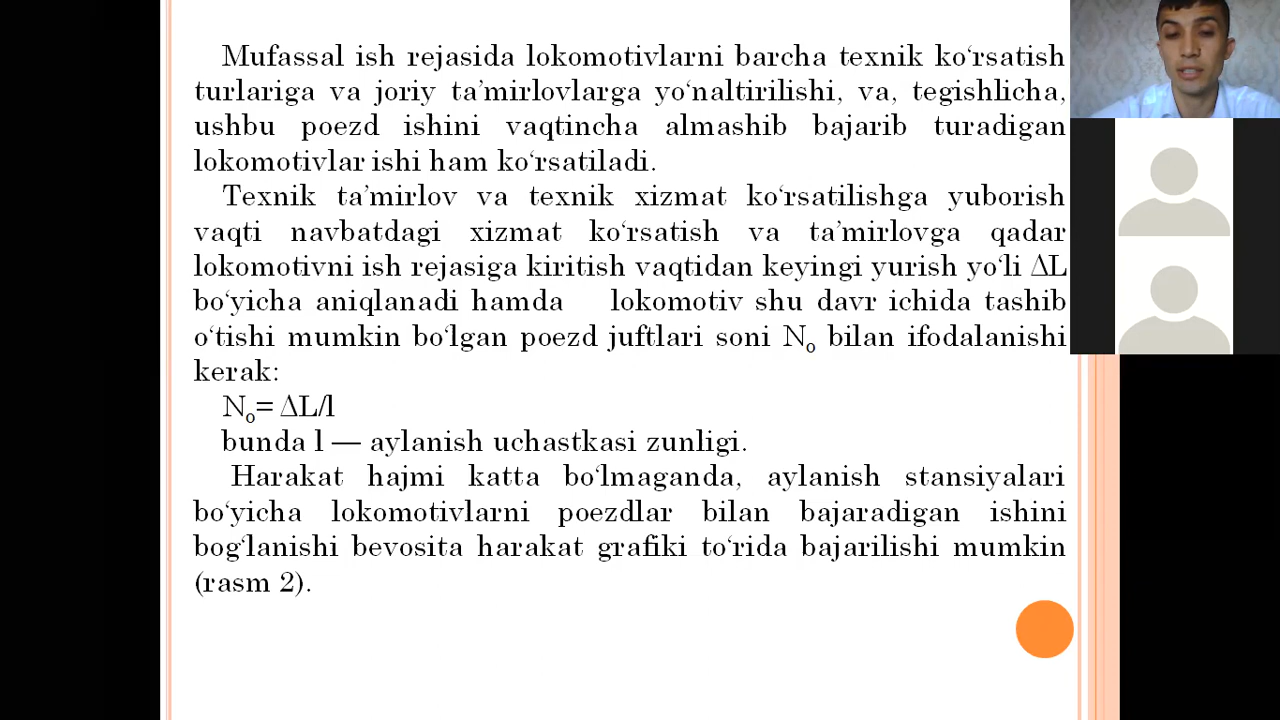 Mufassal ish rejasida lokomotivlarni barcha texnik ko‘rsatish
turlariga va joriy ta’mirlovlarga yo‘naltirilishi, va, tegishlicha,
ushbu poezd ishini vaqtincha almashib bajarib turadigan
lokomotivlar ishi ham ko‘rsatiladi.
Texnik ta’mirlov va texnik xizmat ko‘rsatilishga yuborish
vaqti navbatdagi xizmat ko‘rsatish va ta’mirlovga qadar
lokomotivni ish rejasiga kiritish vaqtidan keyingi yurish yo‘li ΔL
bo‘yicha aniqlanadi hamda lokomotiv shu davr ichida tashib
o‘tishi mumkin bo‘lgan poezd juftlari soni Nₒ bilan ifodalanishi
kerak:
Nₒ= ΔL/l
bunda l — aylanish uchastkasi zunligi.
Harakat hajmi katta bo‘lmaganda, aylanish stansiyalari
bo‘yicha lokomotivlarni poezdlar bilan bajaradigan ishini
bog‘lanishi bevosita harakat grafiki to‘rida bajarilishi mumkin
(rasm 2).